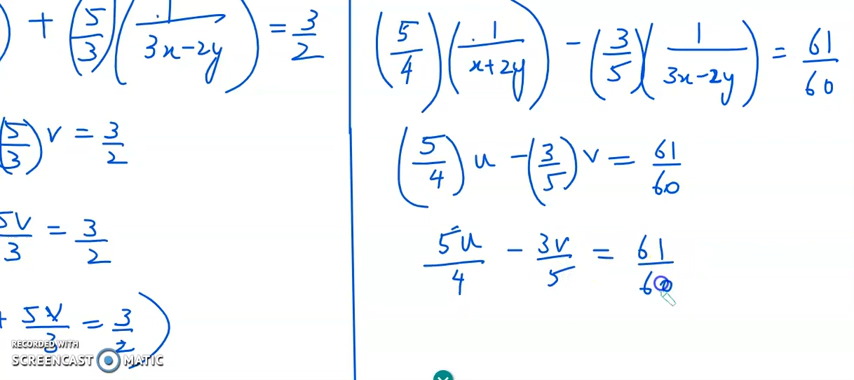 ) + (5/3)(1/(3x-2y)) = 3/2
(5/3)v = 3/2
5v/3 = 3/2
+ 5v/3 = 3/2)
RECORDED WITH
SCREENCAST MATIC
(5/4)(1/(x+2y)) - (3/5)(1/(3x-2y)) = 61/60
(5/4)u - (3/5)v = 61/60
5u/4 - 3v/5 = 61/60